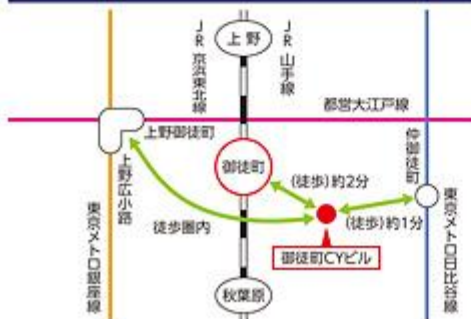 JR 京浜東北線
上野
JR 山手線
都営大江戸線
上野御徒町
仲御徒町
御徒町
上野広小路
(徒歩)約2分
徒歩圏内
(徒歩)約1分
東京メトロ銀座線
御徒町CYビル
東京メトロ日比谷線
秋葉原